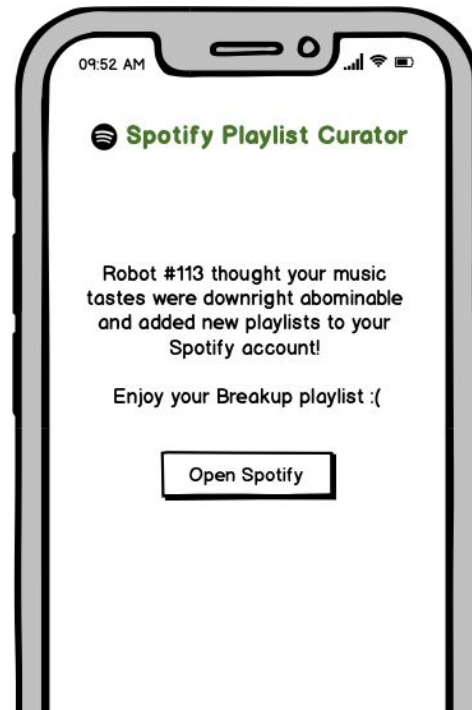 09:52 AM
Spotify Playlist Curator
Robot #113 thought your music
tastes were downright abominable
and added new playlists to your
Spotify account!
Enjoy your Breakup playlist :(
Open Spotify